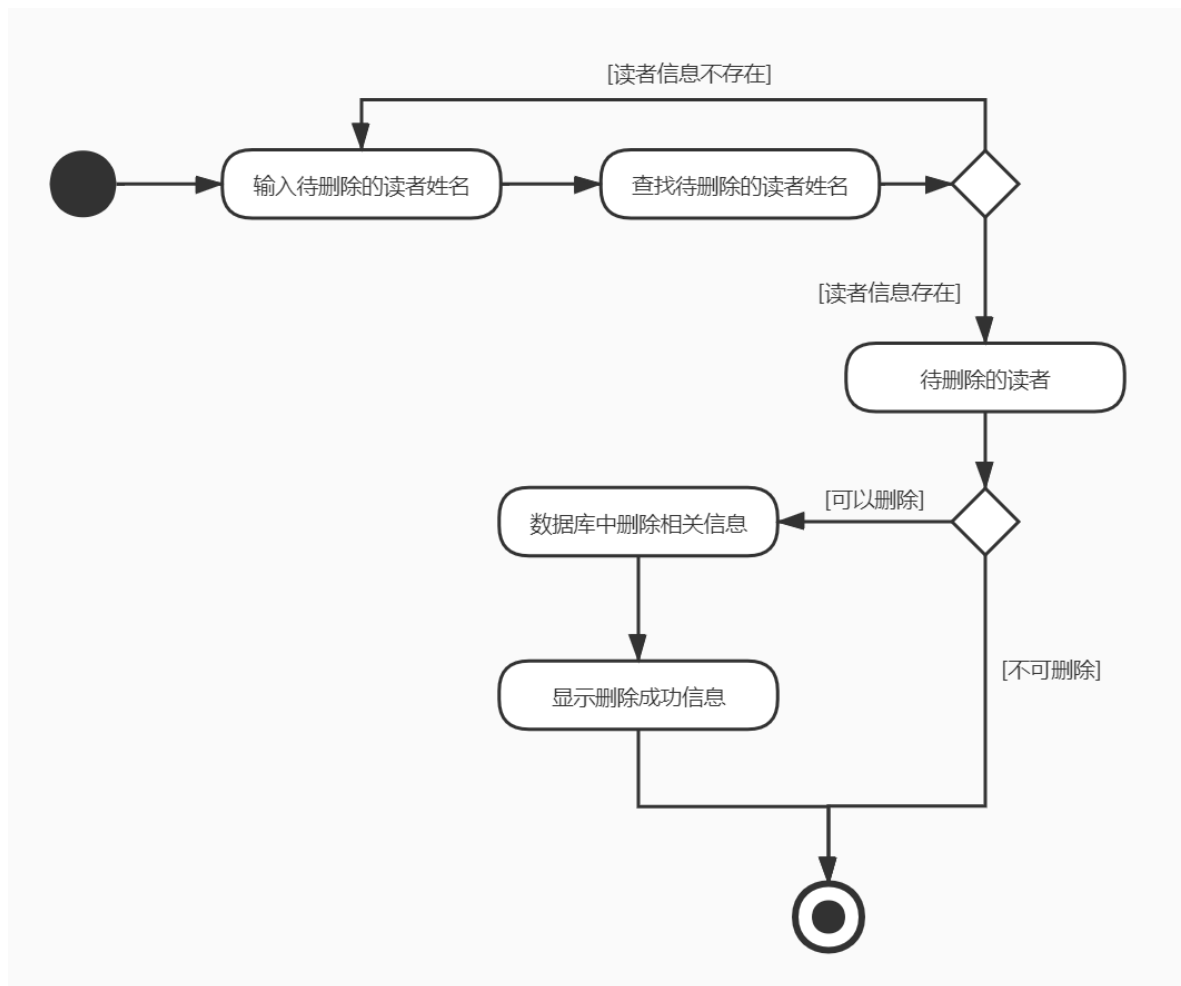 [读者信息不存在]
输入待删除的读者姓名
查找待删除的读者姓名
[读者信息存在]
待删除的读者
[可以删除]
数据库中删除相关信息
[不可删除]
显示删除成功信息